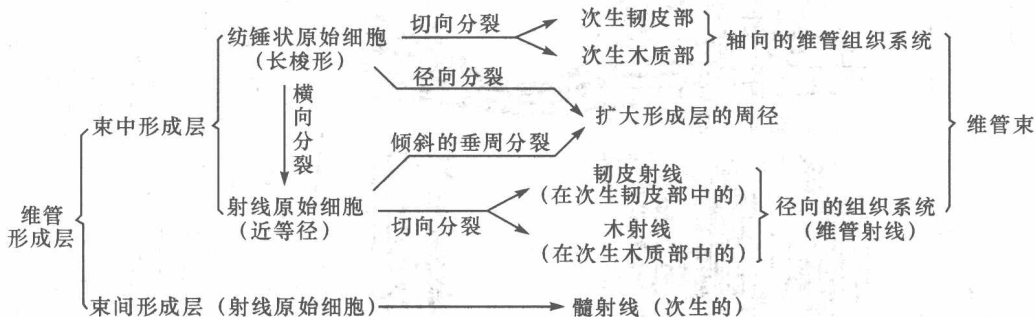 切向分裂
次生韧皮部
纺锤状原始细胞
轴向的维管组织系统
(长梭形)
次生木质部
径向分裂
横向分裂
扩大形成层的周径
束中形成层
维管束
倾斜的垂周分裂
韧皮射线
(在次生韧皮部中的)
射线原始细胞
径向的组织系统
(近等径)
切向分裂
木射线
(维管射线)
(在次生木质部中的)
维管
形成层
束间形成层(射线原始细胞)
髓射线(次生的)